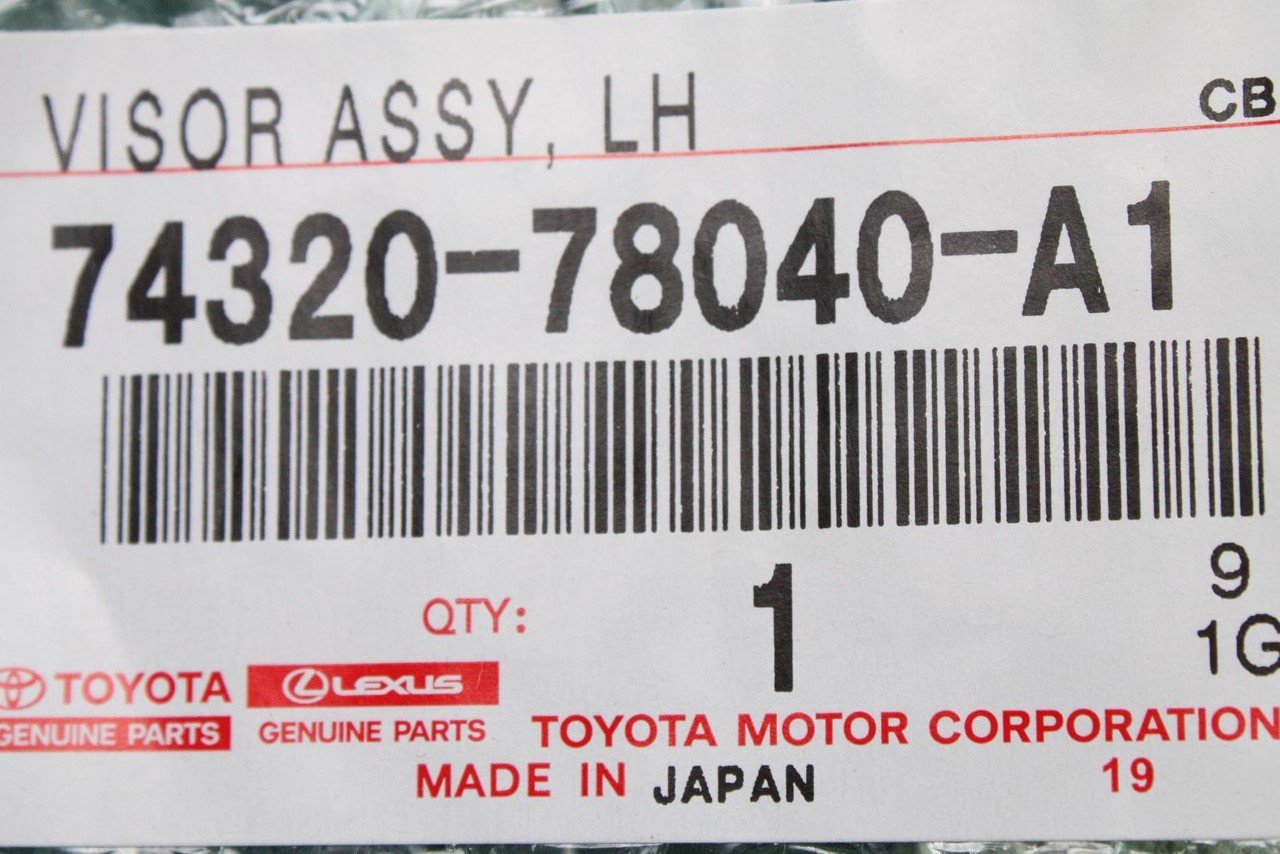 VISOR ASSY, LH
CB
74320-78040-A1
QTY:
1
9
1G
TOYOTA
GENUINE PARTS
LEXUS
GENUINE PARTS
TOYOTA MOTOR CORPORATION
MADE IN JAPAN
19